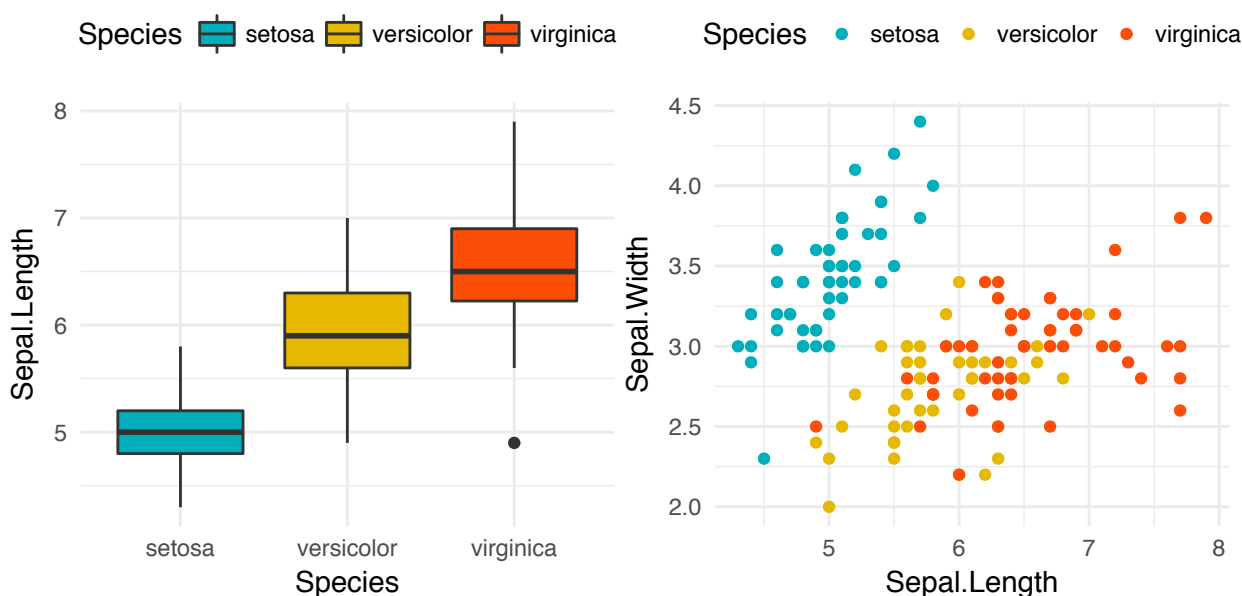 Species setosa versicolor virginica
8
7
6
5
Sepal.Length
setosa versicolor virginica
Species
Species setosa versicolor virginica
4.5
4.0
3.5
3.0
2.5
2.0
Sepal.Width
5 6 7 8
Sepal.Length